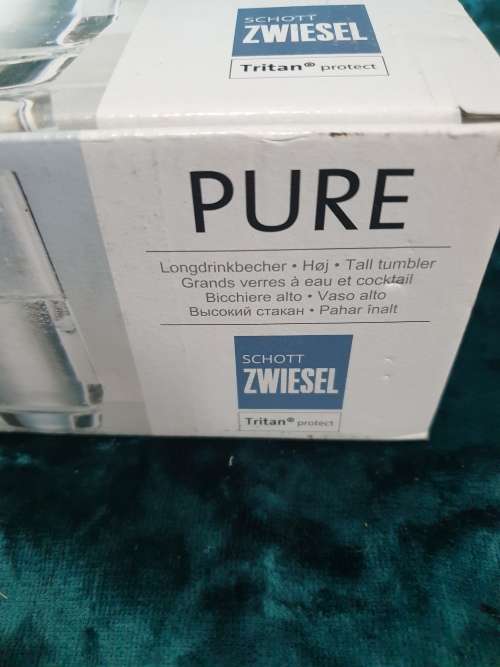 SCHOTT
ZWIESEL
Tritan® protect
PURE
Longdrinkbecher • Høj • Tall tumbler
Grands verres à eau et cocktail
Bicchiere alto • Vaso alto
Высокий стакан • Pahar înalt
SCHOTT
ZWIESEL
Tritan® protect